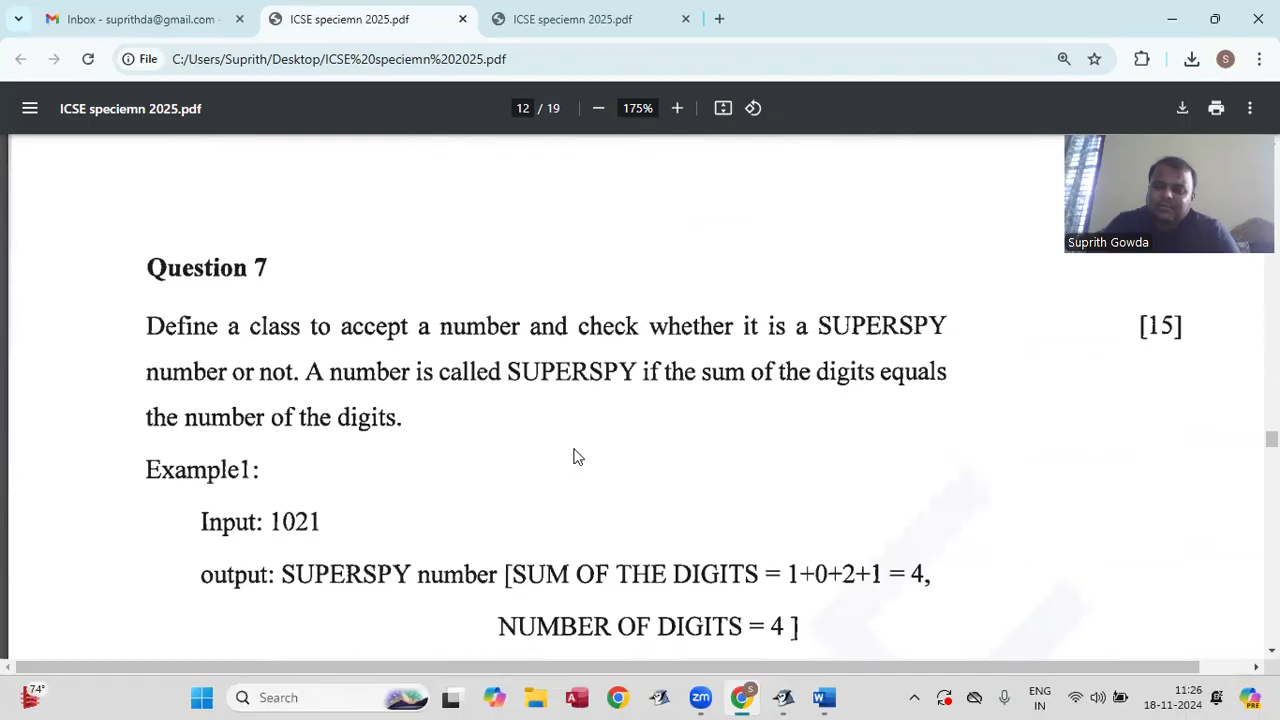 Inbox - suprithda@gmail.com -
ICSE speciemn 2025.pdf
ICSE speciemn 2025.pdf
File
C:/Users/Suprith/Desktop/ICSE%20speciemn%202025.pdf
S
ICSE speciemn 2025.pdf
12 / 19
175%
Suprith Gowda
Question 7
Define a class to accept a number and check whether it is a SUPERSPY [15]
number or not. A number is called SUPERSPY if the sum of the digits equals
the number of the digits.
Example1:
Input: 1021
output: SUPERSPY number [SUM OF THE DIGITS = 1+0+2+1 = 4,
NUMBER OF DIGITS = 4 ]
74°
Search
zm
S
ENG
IN
11:26
18-11-2024
PRE